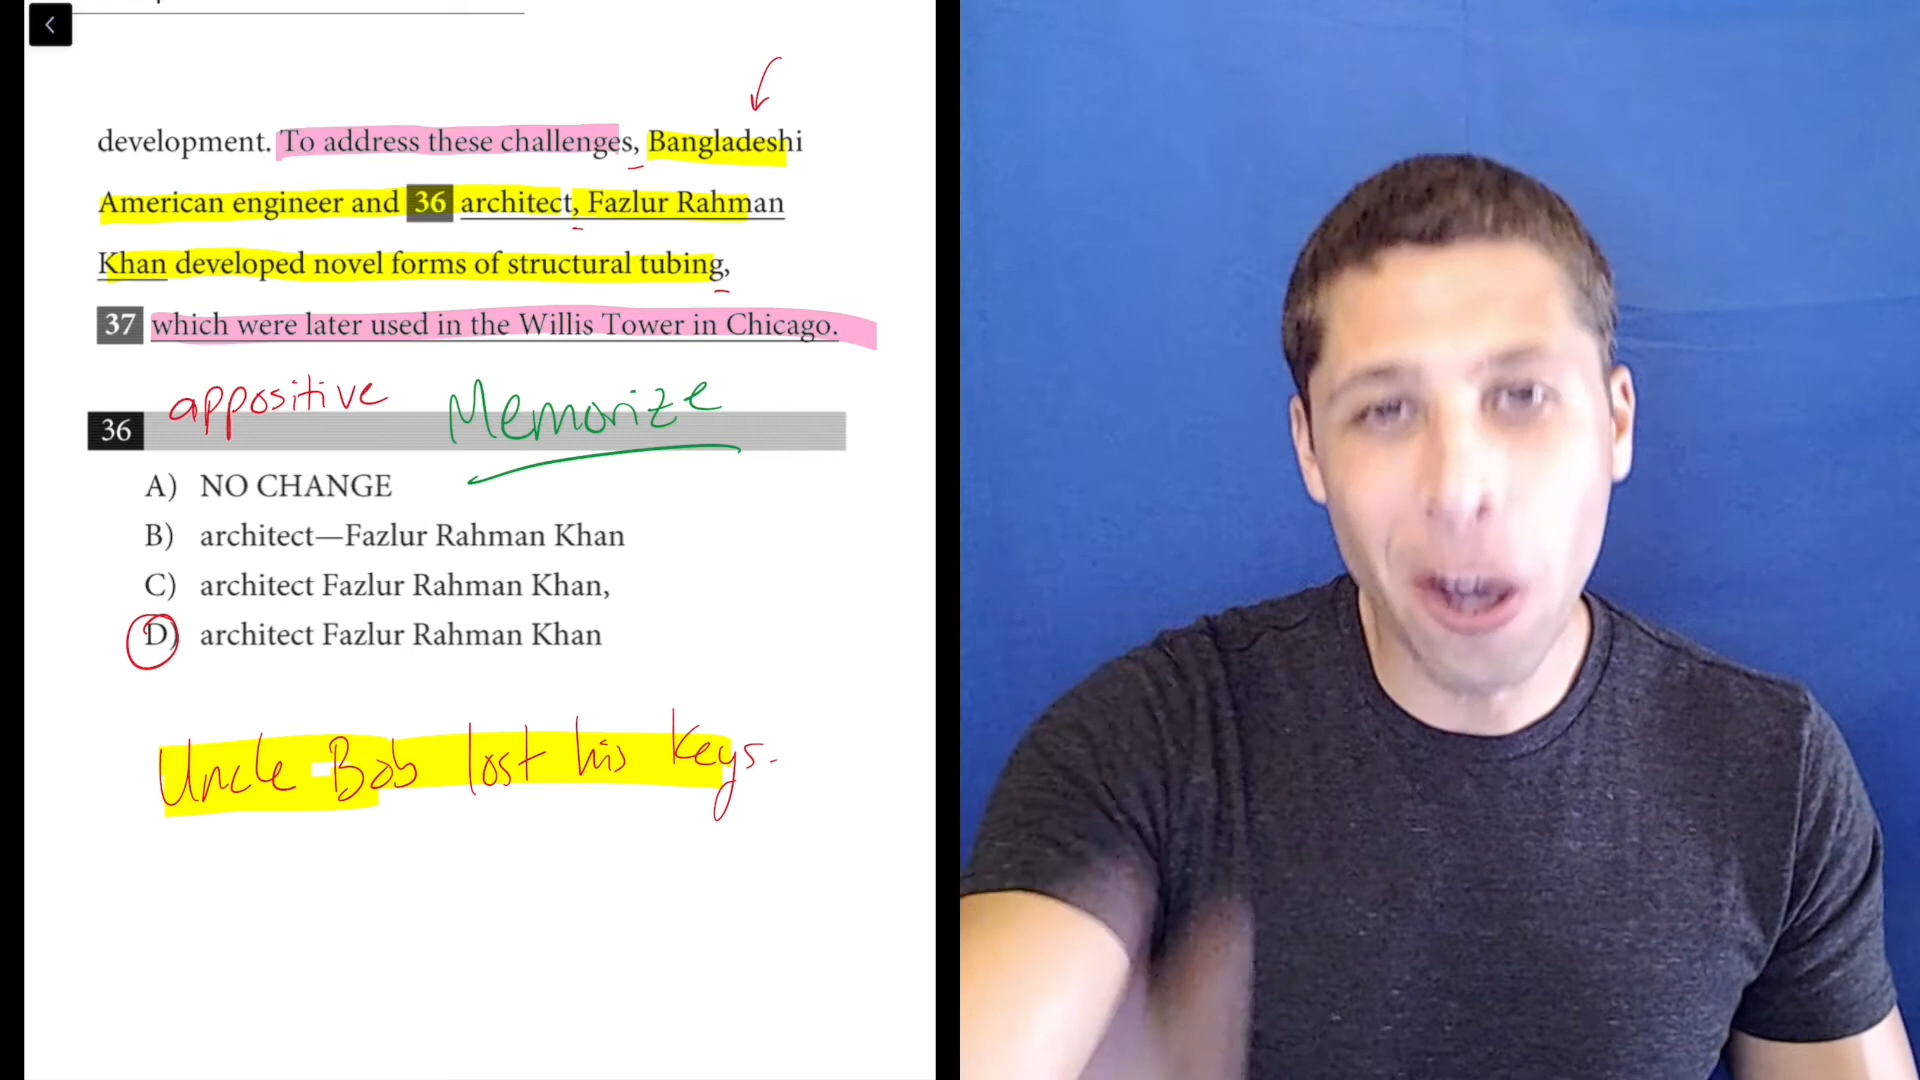 development. To address these challenges, Bangladeshi
American engineer and 36 architect, Fazlur Rahman
Khan developed novel forms of structural tubing,
37 which were later used in the Willis Tower in Chicago.
appositive Memorize
36
A) NO CHANGE
B) architect—Fazlur Rahman Khan
C) architect Fazlur Rahman Khan,
D) architect Fazlur Rahman Khan
Uncle Bob lost his keys.